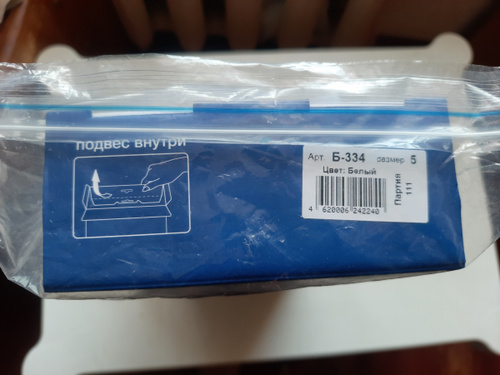 подвес внутри
Арт. Б-334 размер 5
Цвет: Белый
Партия
111
4 620006 242240